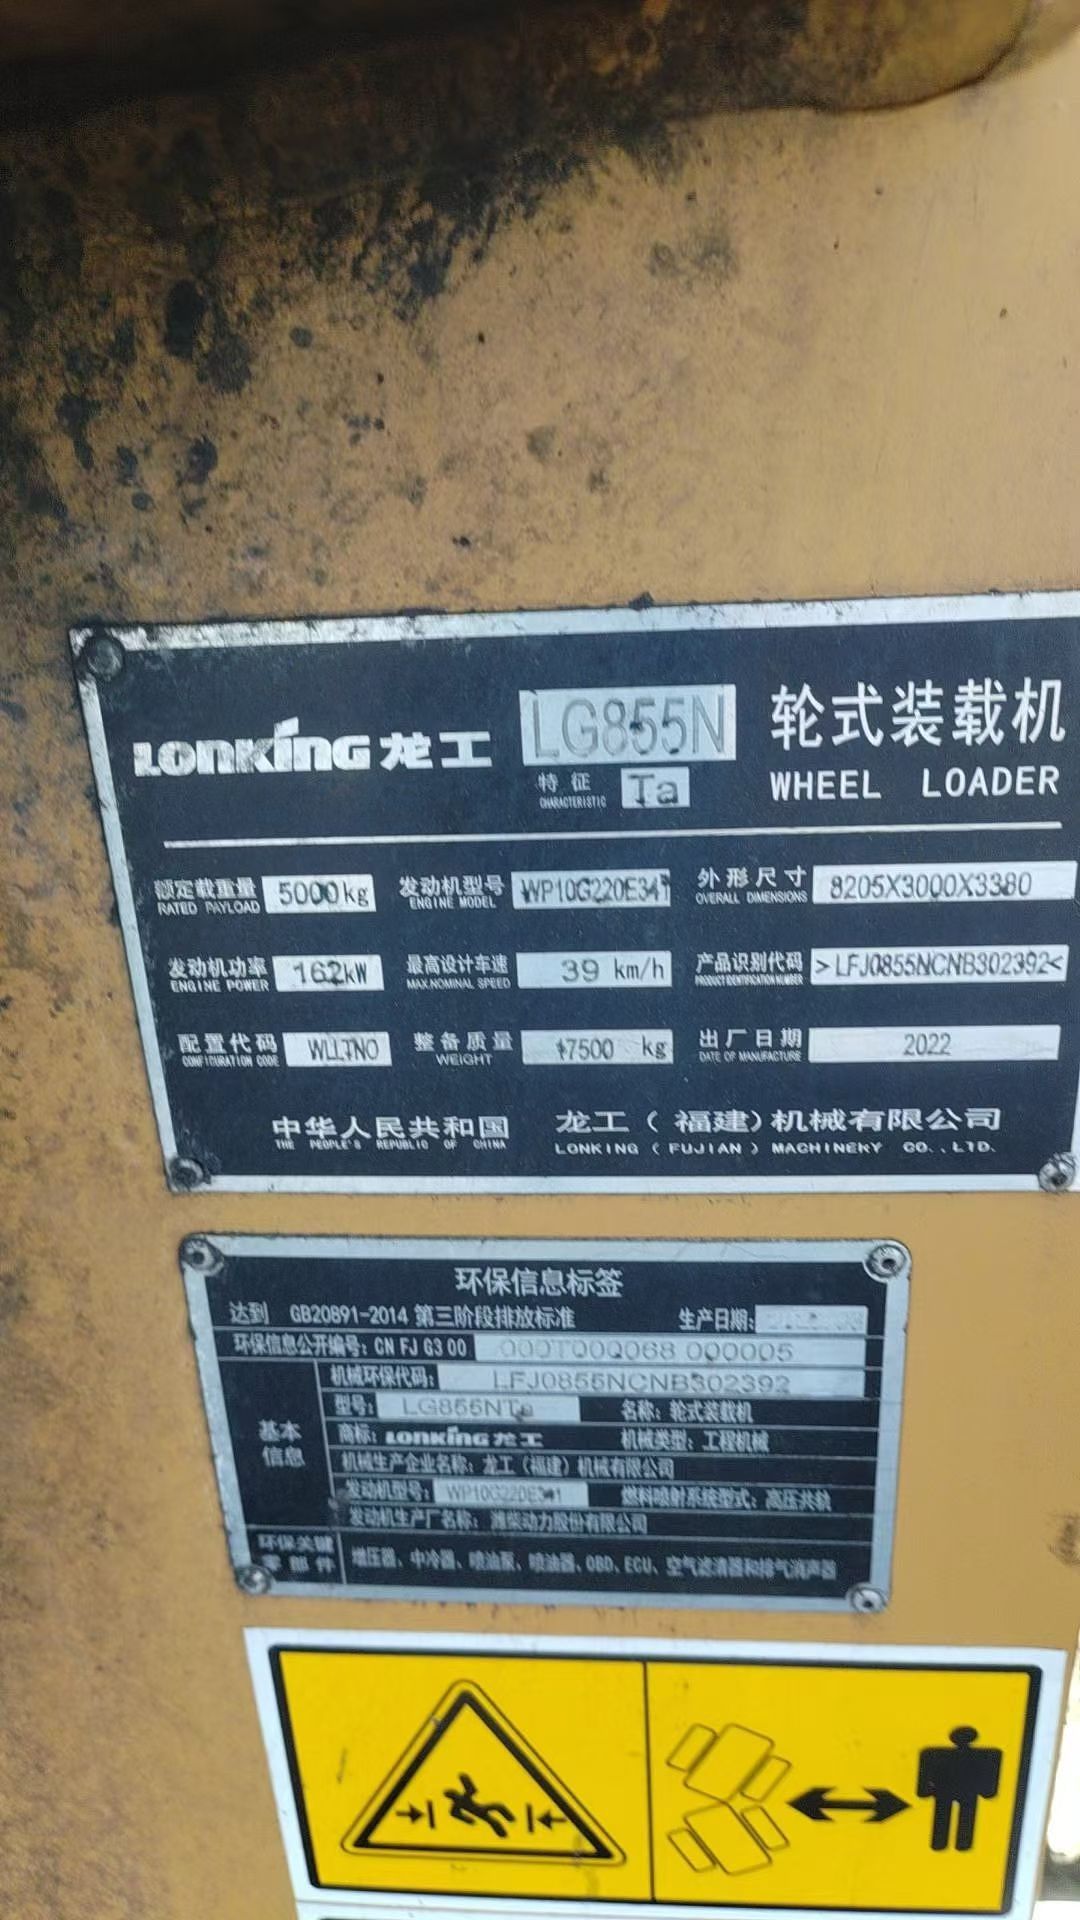 LONKING 龙工 LG855N 轮式装载机
特征 CHARACTERISTIC Ta WHEEL LOADER
额定载重量 RATED PAYLOAD 5000kg 发动机型号 ENGINE MODEL WP10G220E341 外形尺寸 OVERALL DIMENSIONS 8205X3000X3380
发动机功率 ENGINE POWER 162kW 最高设计车速 MAX.NOMINAL SPEED 39 km/h 产品识别代码 PRODUCT IDENTIFICATION NUMBER >LFJ0855NCNB302392<
配置代码 CONFIGURATION CODE 整备质量 WEIGHT 17500 kg 出厂日期 DATE OF MANUFACTURE 2022
中华人民共和国 龙工（福建）机械有限公司
THE PEOPLE'S REPUBLIC OF CHINA LONKING ( FUJIAN ) MACHINERY CO.,LTD.
环保信息标签
达到 GB20891-2014 第三阶段排放标准 生产日期:
环保信息公开编号: CN FJ G3 00 000T000068 000005
机械环保代码: LFJ0855NCNB302392
基本信息 型号: LG855NTa 名称: 轮式装载机
商标: LONKING 龙工 机械类型: 工程机械
机械生产企业名称: 龙工（福建）机械有限公司
发动机型号: WP10G220E341 燃料喷射系统型式: 高压共轨
发动机生产厂名称: 潍柴动力股份有限公司
环保关键零部件 增压器、中冷器、喷油泵、喷油器、OBD、ECU、空气滤清器和排气消声器